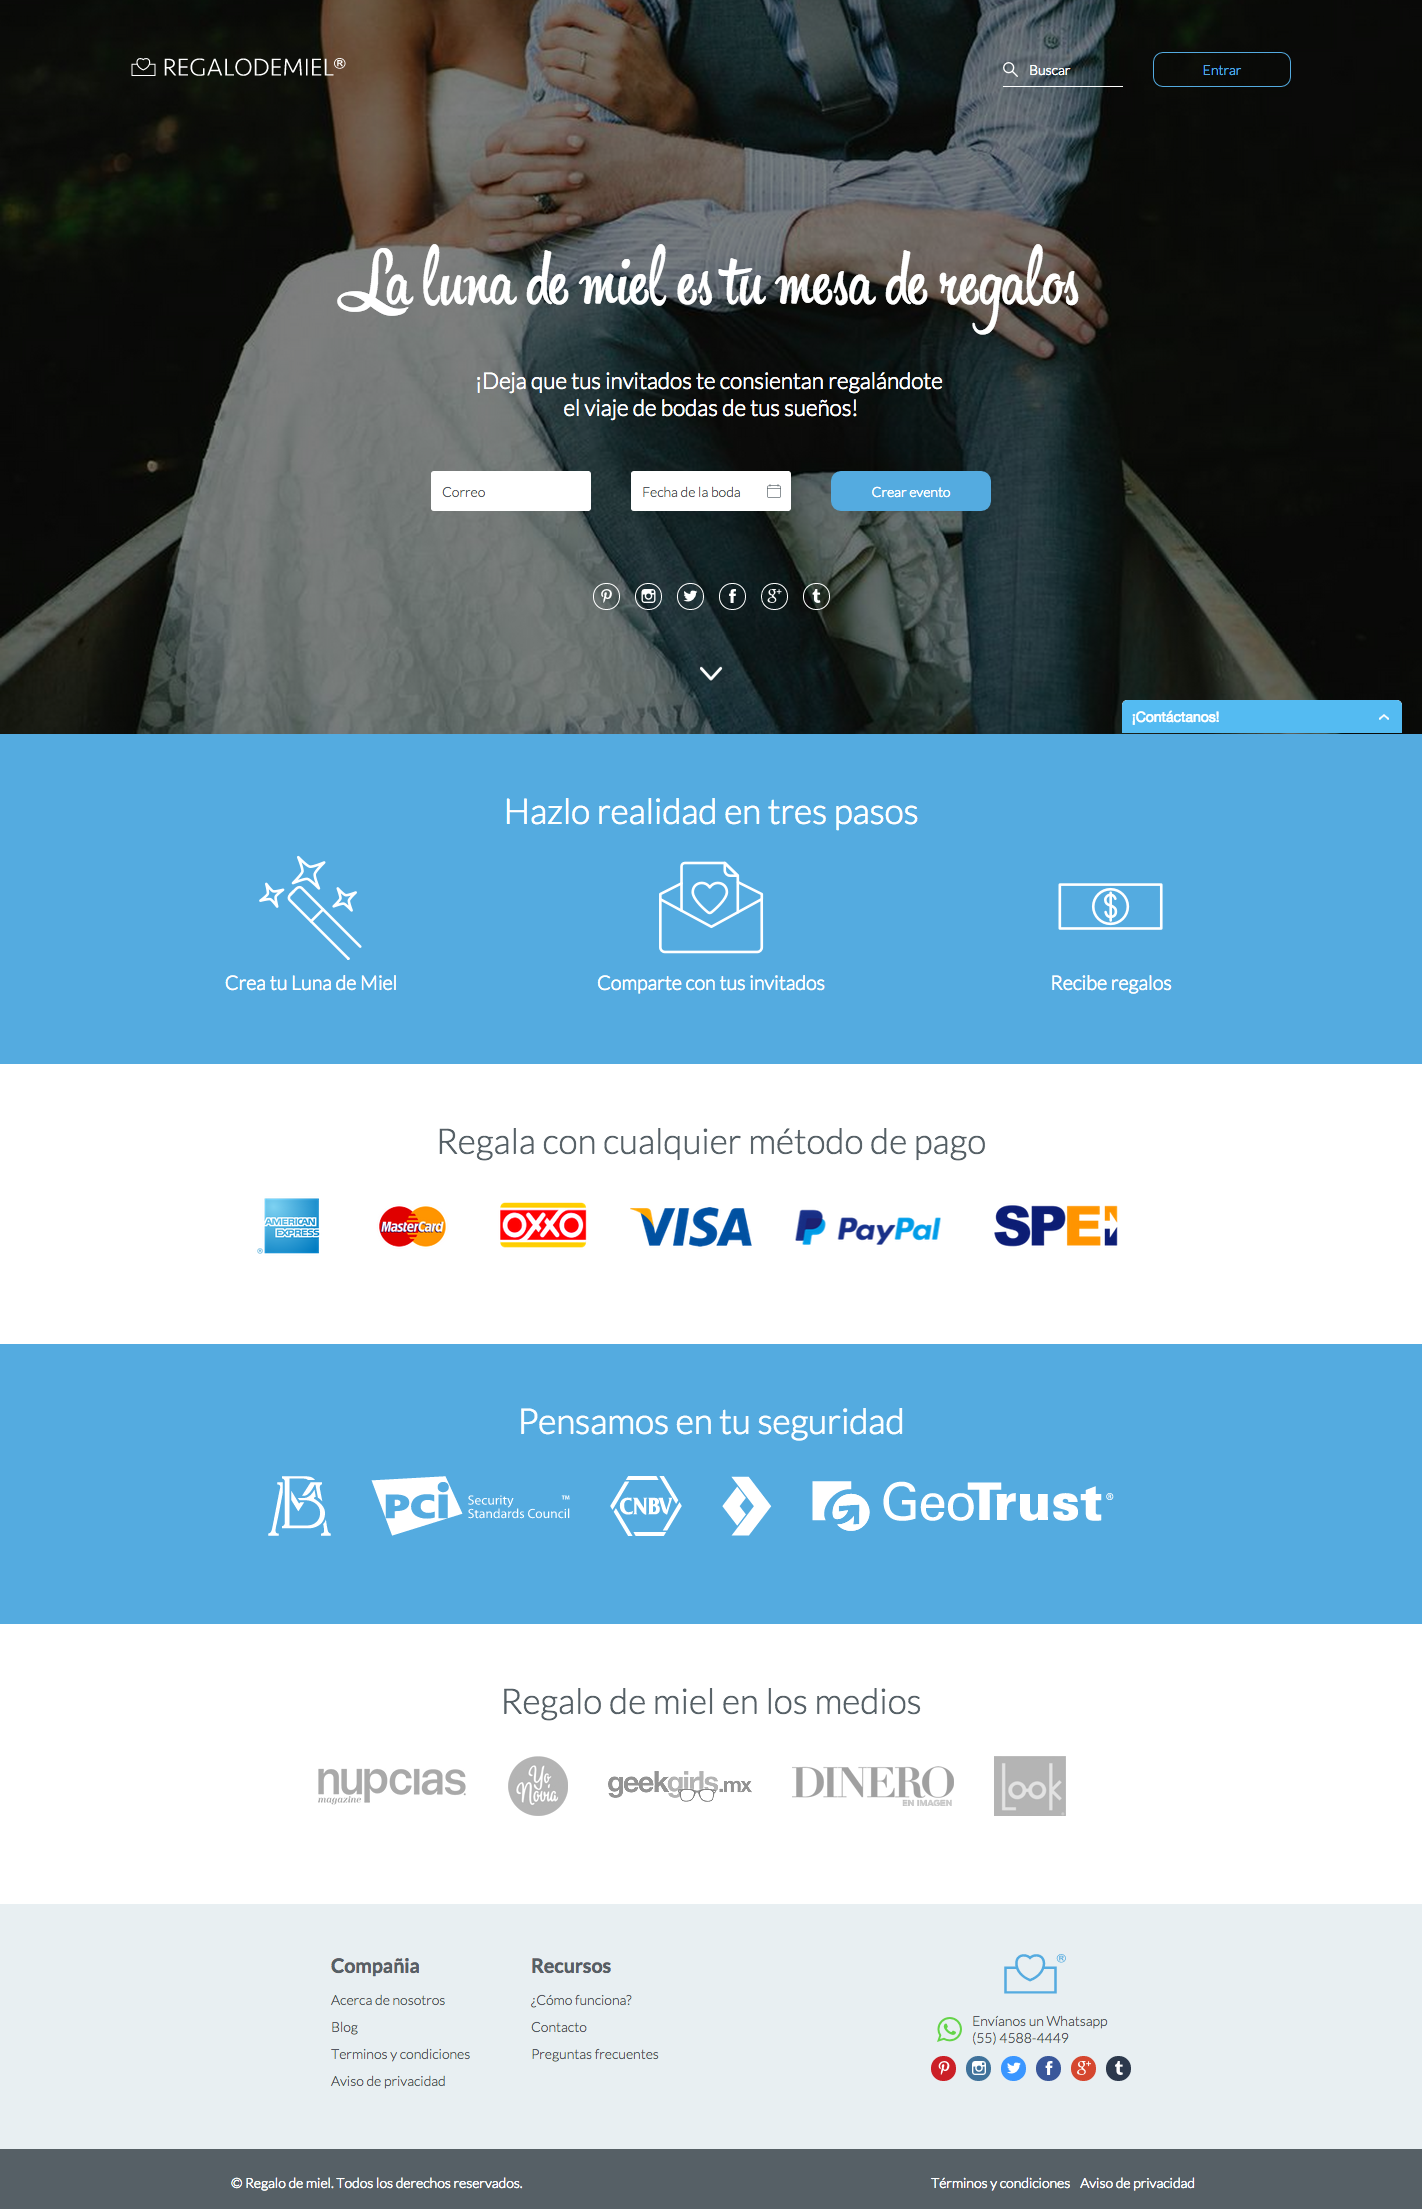 REGALODEMIEL®
Buscar
Entrar
La luna de miel es tu mesa de regalos
¡Deja que tus invitados te consientan regalándote
el viaje de bodas de tus sueños!
Correo
Fecha de la boda
Crear evento
¡Contáctanos!
Hazlo realidad en tres pasos
Crea tu Luna de Miel
Comparte con tus invitados
Recibe regalos
Regala con cualquier método de pago
AMERICAN
EXPRESS
®
MasterCard
OXXO
VISA
PayPal
SPEI
Pensamos en tu seguridad
PCi
Security
Standards Council
™
CNBV
GeoTrust®
Regalo de miel en los medios
nupcias
magazine
Yo
Novia
geekgirls.mx
DINERO
EN IMAGEN
Look
Compañia
Acerca de nosotros
Blog
Terminos y condiciones
Aviso de privacidad
Recursos
¿Cómo funciona?
Contacto
Preguntas frecuentes
®
Envíanos un Whatsapp
(55) 4588-4449
© Regalo de miel. Todos los derechos reservados.
Términos y condiciones
Aviso de privacidad